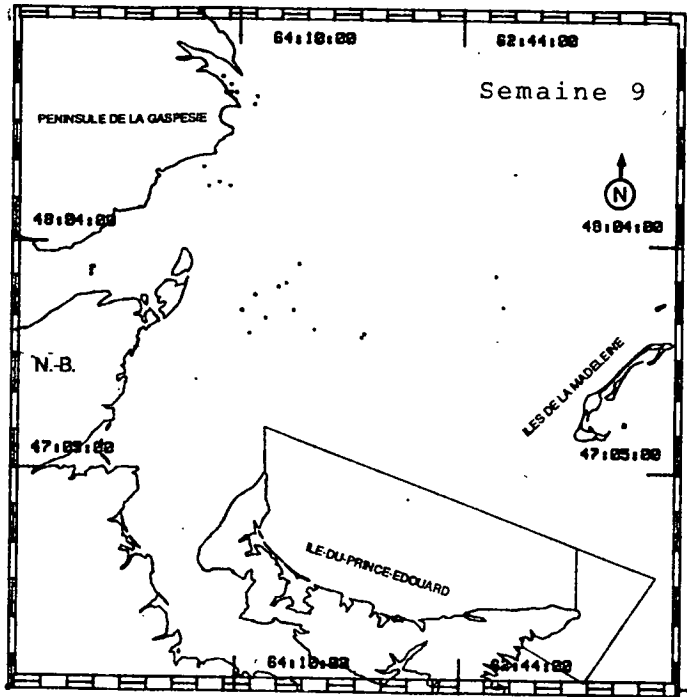 64:10:00 62:44:00
Semaine 9
PENINSULE DE LA GASPESIE
N
48:04:00 48:04:00
N.-B.
ILES DE LA MADELEINE
47:05:00 47:05:00
ILE-DU-PRINCE-EDOUARD
64:10:00 62:44:00